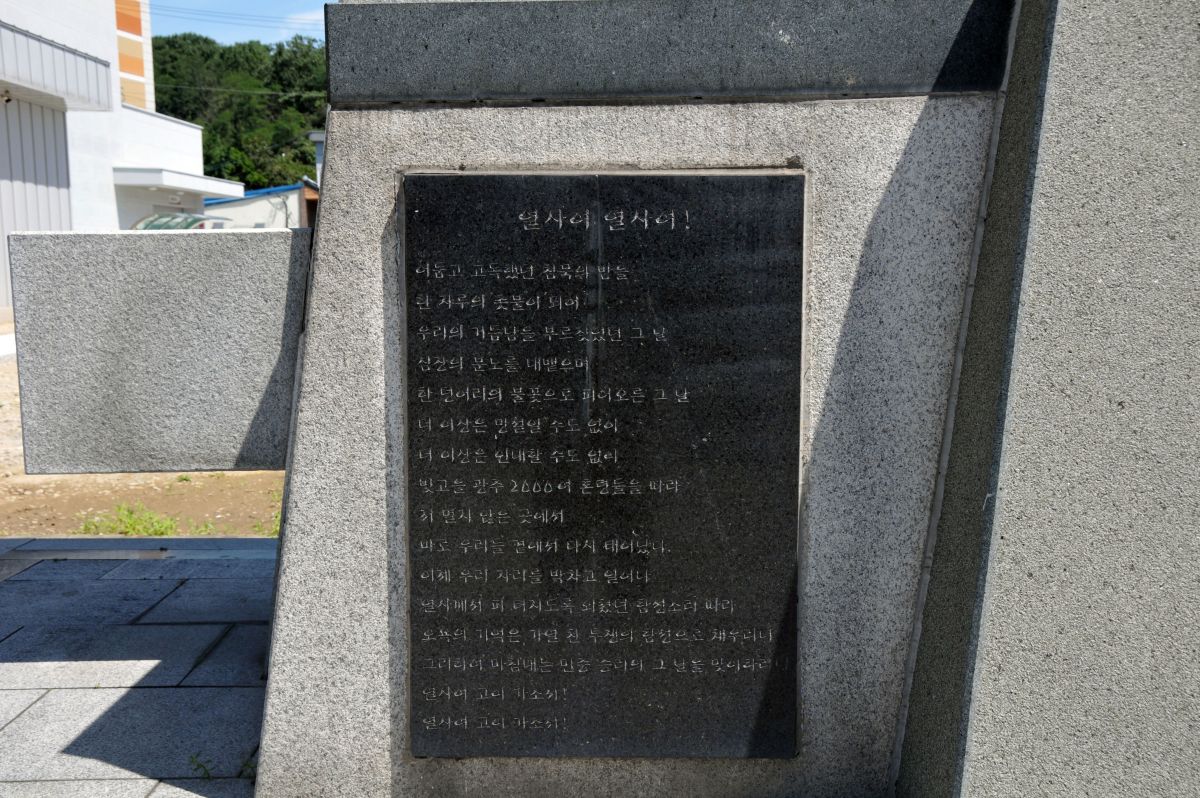 열사여 열사여!
어둡고 고독했던 침묵의 밤을
한 자루의 촛불이 되어
우리의 거듭남을 부르짖었던 그 날
심장의 분노를 내뱉으며
한 덩어리의 불꽃으로 피어오른 그 날
더 이상은 망설일 수도 없이
더 이상은 인내할 수도 없이
빛고을 광주 2000여 혼령들을 따라
허 멀지 않은 곳에서
바로 우리들 곁에서 다시 태어났다.
이제 우리 자리를 박차고 일어나
열사께서 피 터지도록 외쳤던 함성소리 따라
오욕의 기억은 가열 찬 투쟁의 함성으로 채우리니
그리하여 마침내는 민중 승리의 그 날을 맞이하리니
열사여 고이 가소서!
열사여 고이 가소서!